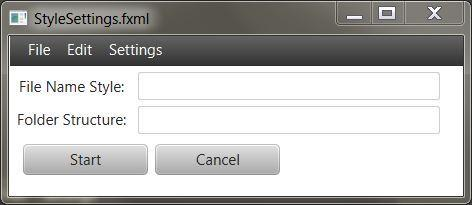 StyleSettings.fxml
File Edit Settings
File Name Style:
Folder Structure:
Start Cancel